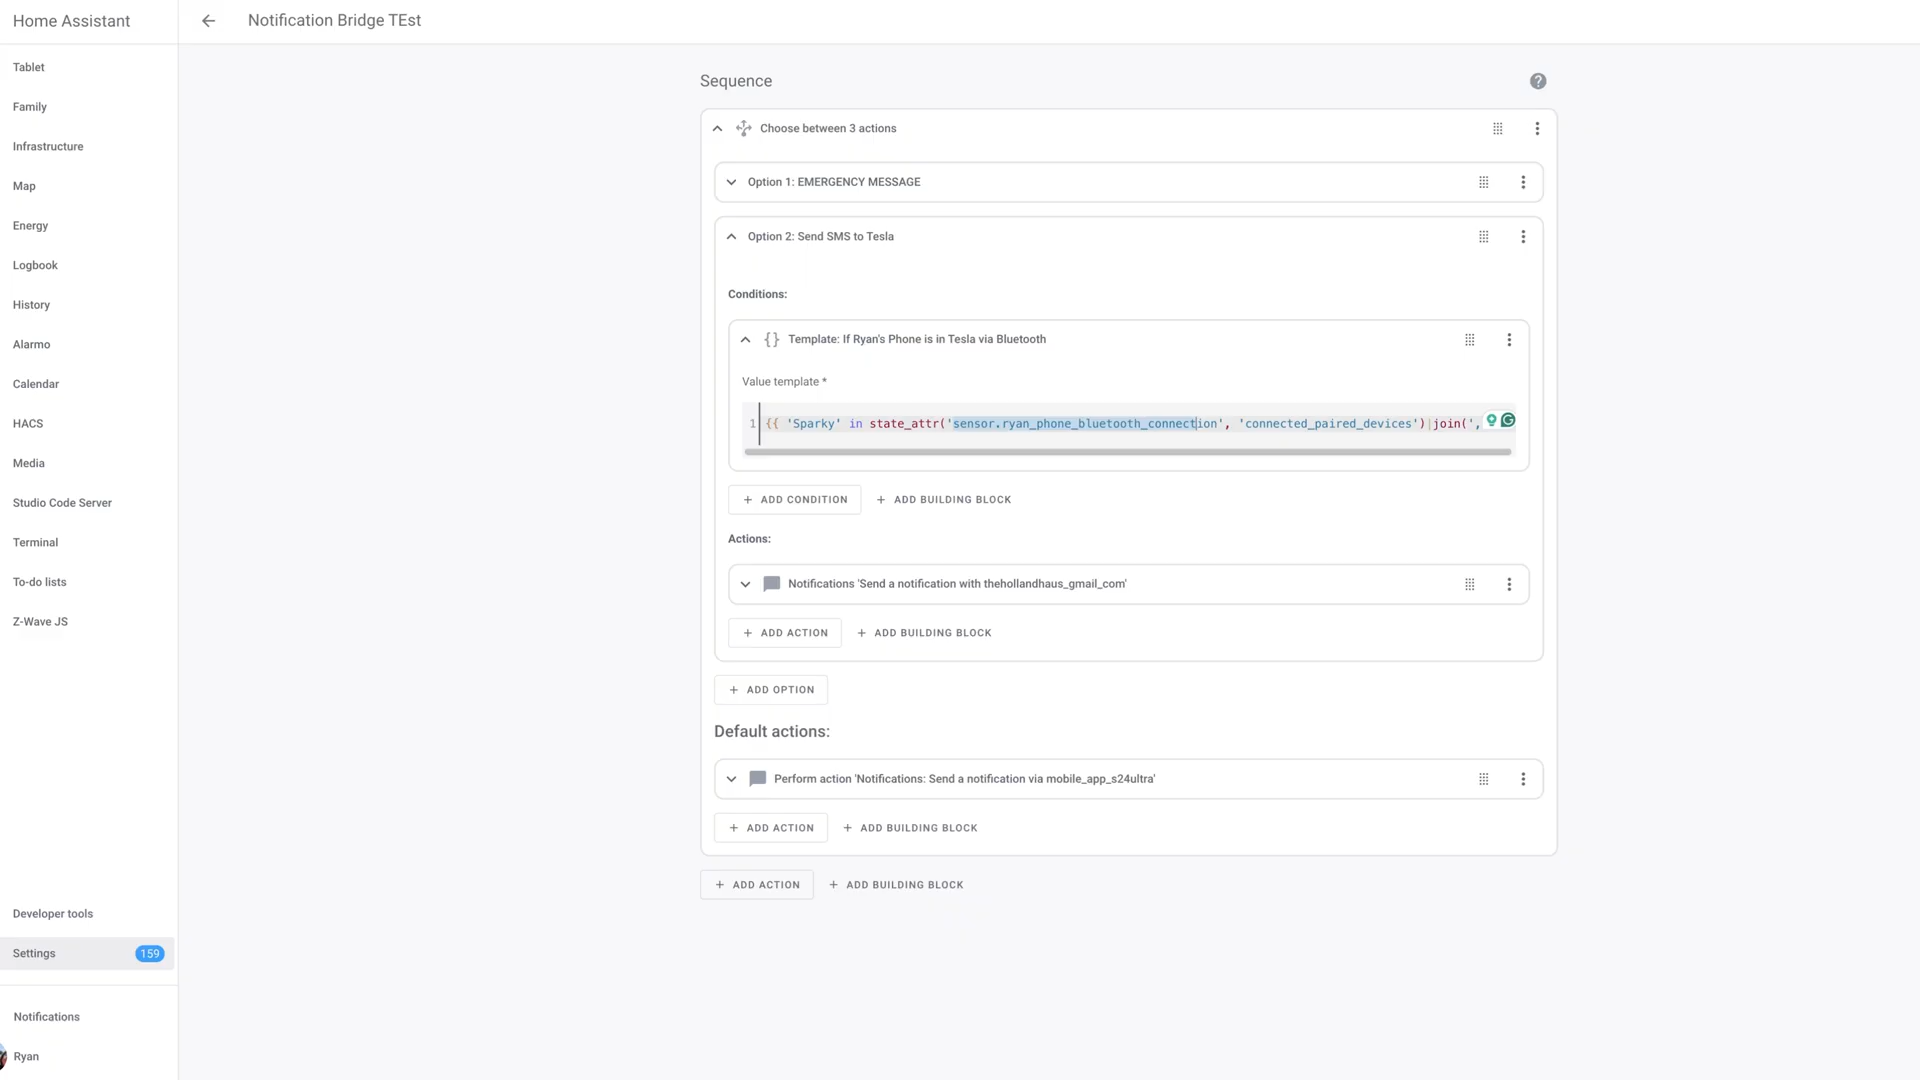 Home Assistant
Notification Bridge TEst
Tablet
Family
Infrastructure
Map
Energy
Logbook
History
Alarmo
Calendar
HACS
Media
Studio Code Server
Terminal
To-do lists
Z-Wave JS
Developer tools
Settings
159
Notifications
Ryan
Sequence
Choose between 3 actions
Option 1: EMERGENCY MESSAGE
Option 2: Send SMS to Tesla
Conditions:
{} Template: If Ryan's Phone is in Tesla via Bluetooth
Value template *
1 {{ 'Sparky' in state_attr('sensor.ryan_phone_bluetooth_connection', 'connected_paired_devices')|join(',
+ ADD CONDITION + ADD BUILDING BLOCK
Actions:
Notifications 'Send a notification with thehollandhaus_gmail_com'
+ ADD ACTION + ADD BUILDING BLOCK
+ ADD OPTION
Default actions:
Perform action 'Notifications: Send a notification via mobile_app_s24ultra'
+ ADD ACTION + ADD BUILDING BLOCK
+ ADD ACTION + ADD BUILDING BLOCK